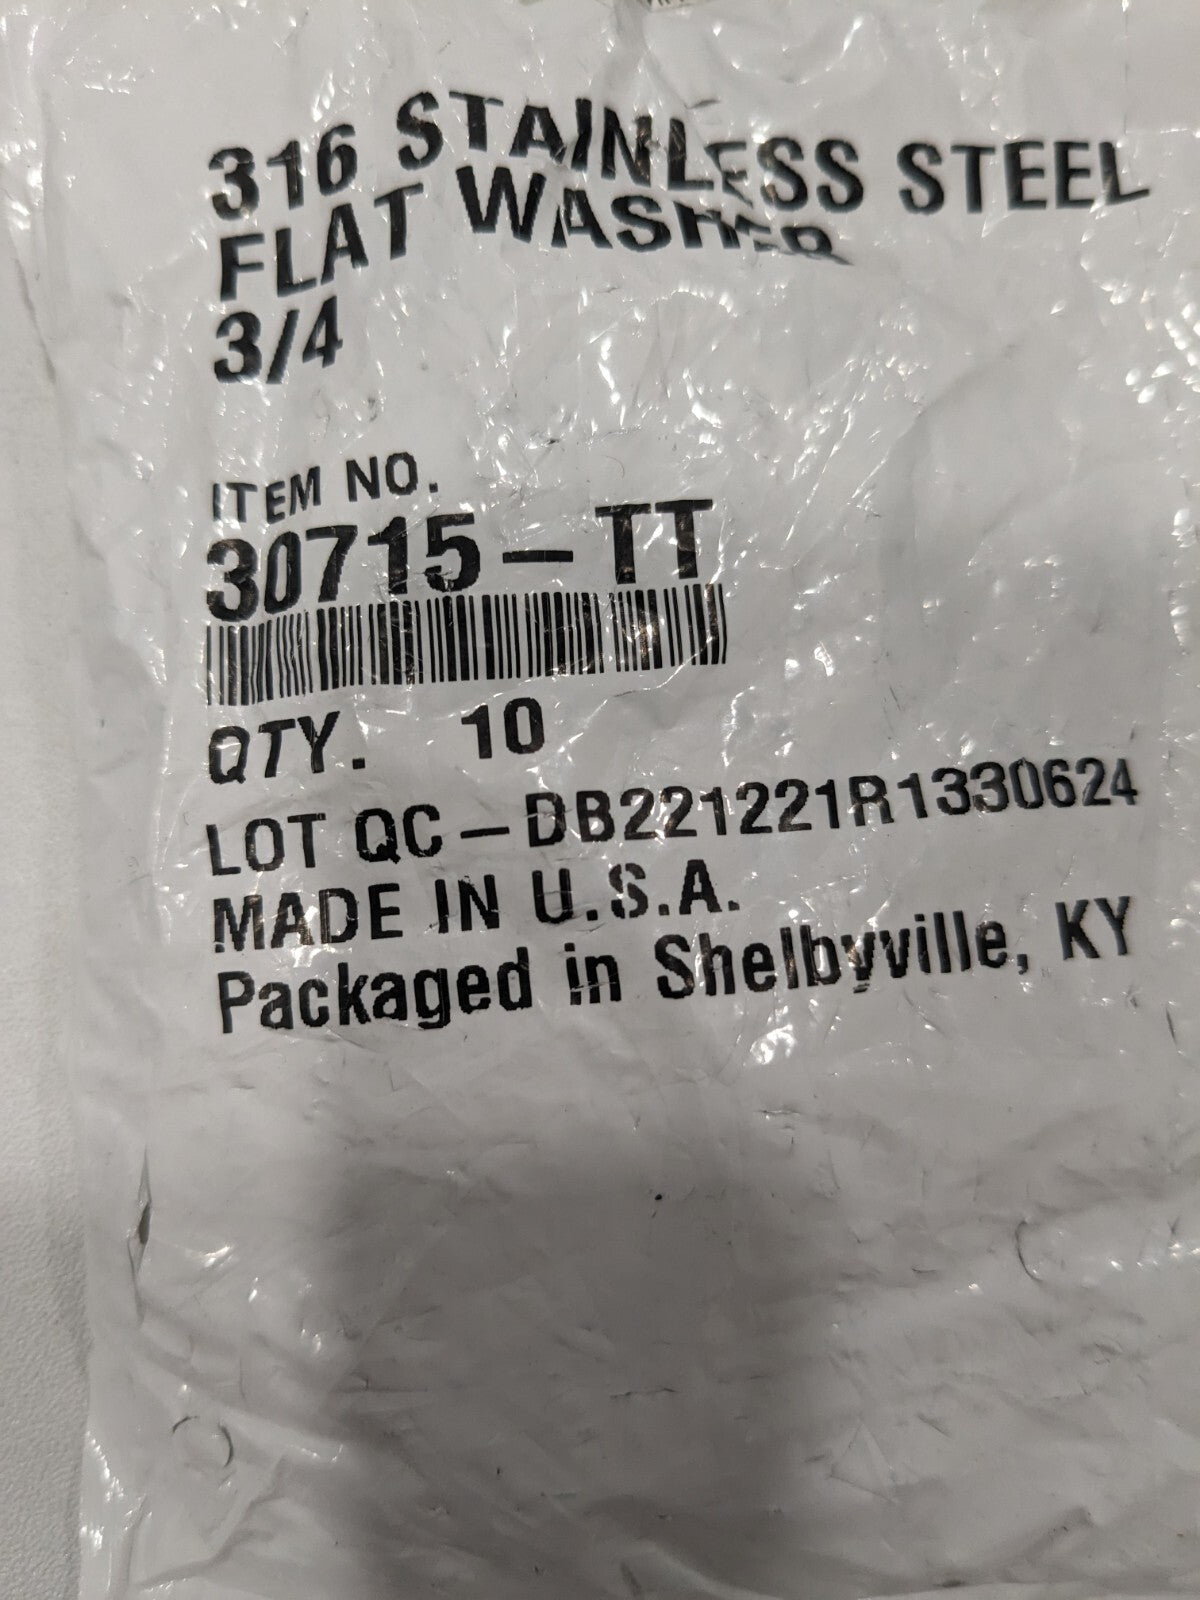 316 STAINLESS STEEL
FLAT WASHER
3/4
ITEM NO.
30715-TT
QTY. 10
LOT QC-DB221221R1330624
MADE IN U.S.A.
Packaged in Shelbyville, KY